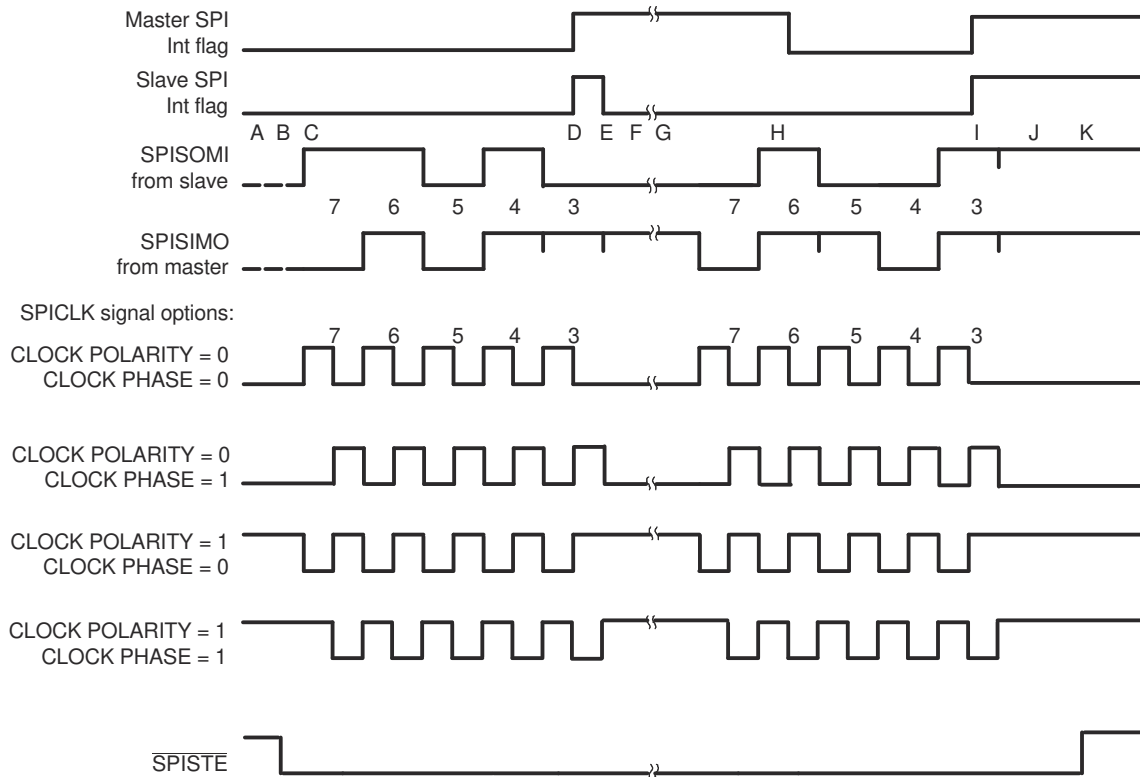 Master SPI
Int flag
Slave SPI
Int flag
A B C D E F G H I J K
SPISOMI
from slave
7 6 5 4 3 7 6 5 4 3
SPISIMO
from master
SPICLK signal options:
7 6 5 4 3 7 6 5 4 3
CLOCK POLARITY = 0
CLOCK PHASE = 0
CLOCK POLARITY = 0
CLOCK PHASE = 1
CLOCK POLARITY = 1
CLOCK PHASE = 0
CLOCK POLARITY = 1
CLOCK PHASE = 1
SPISTE